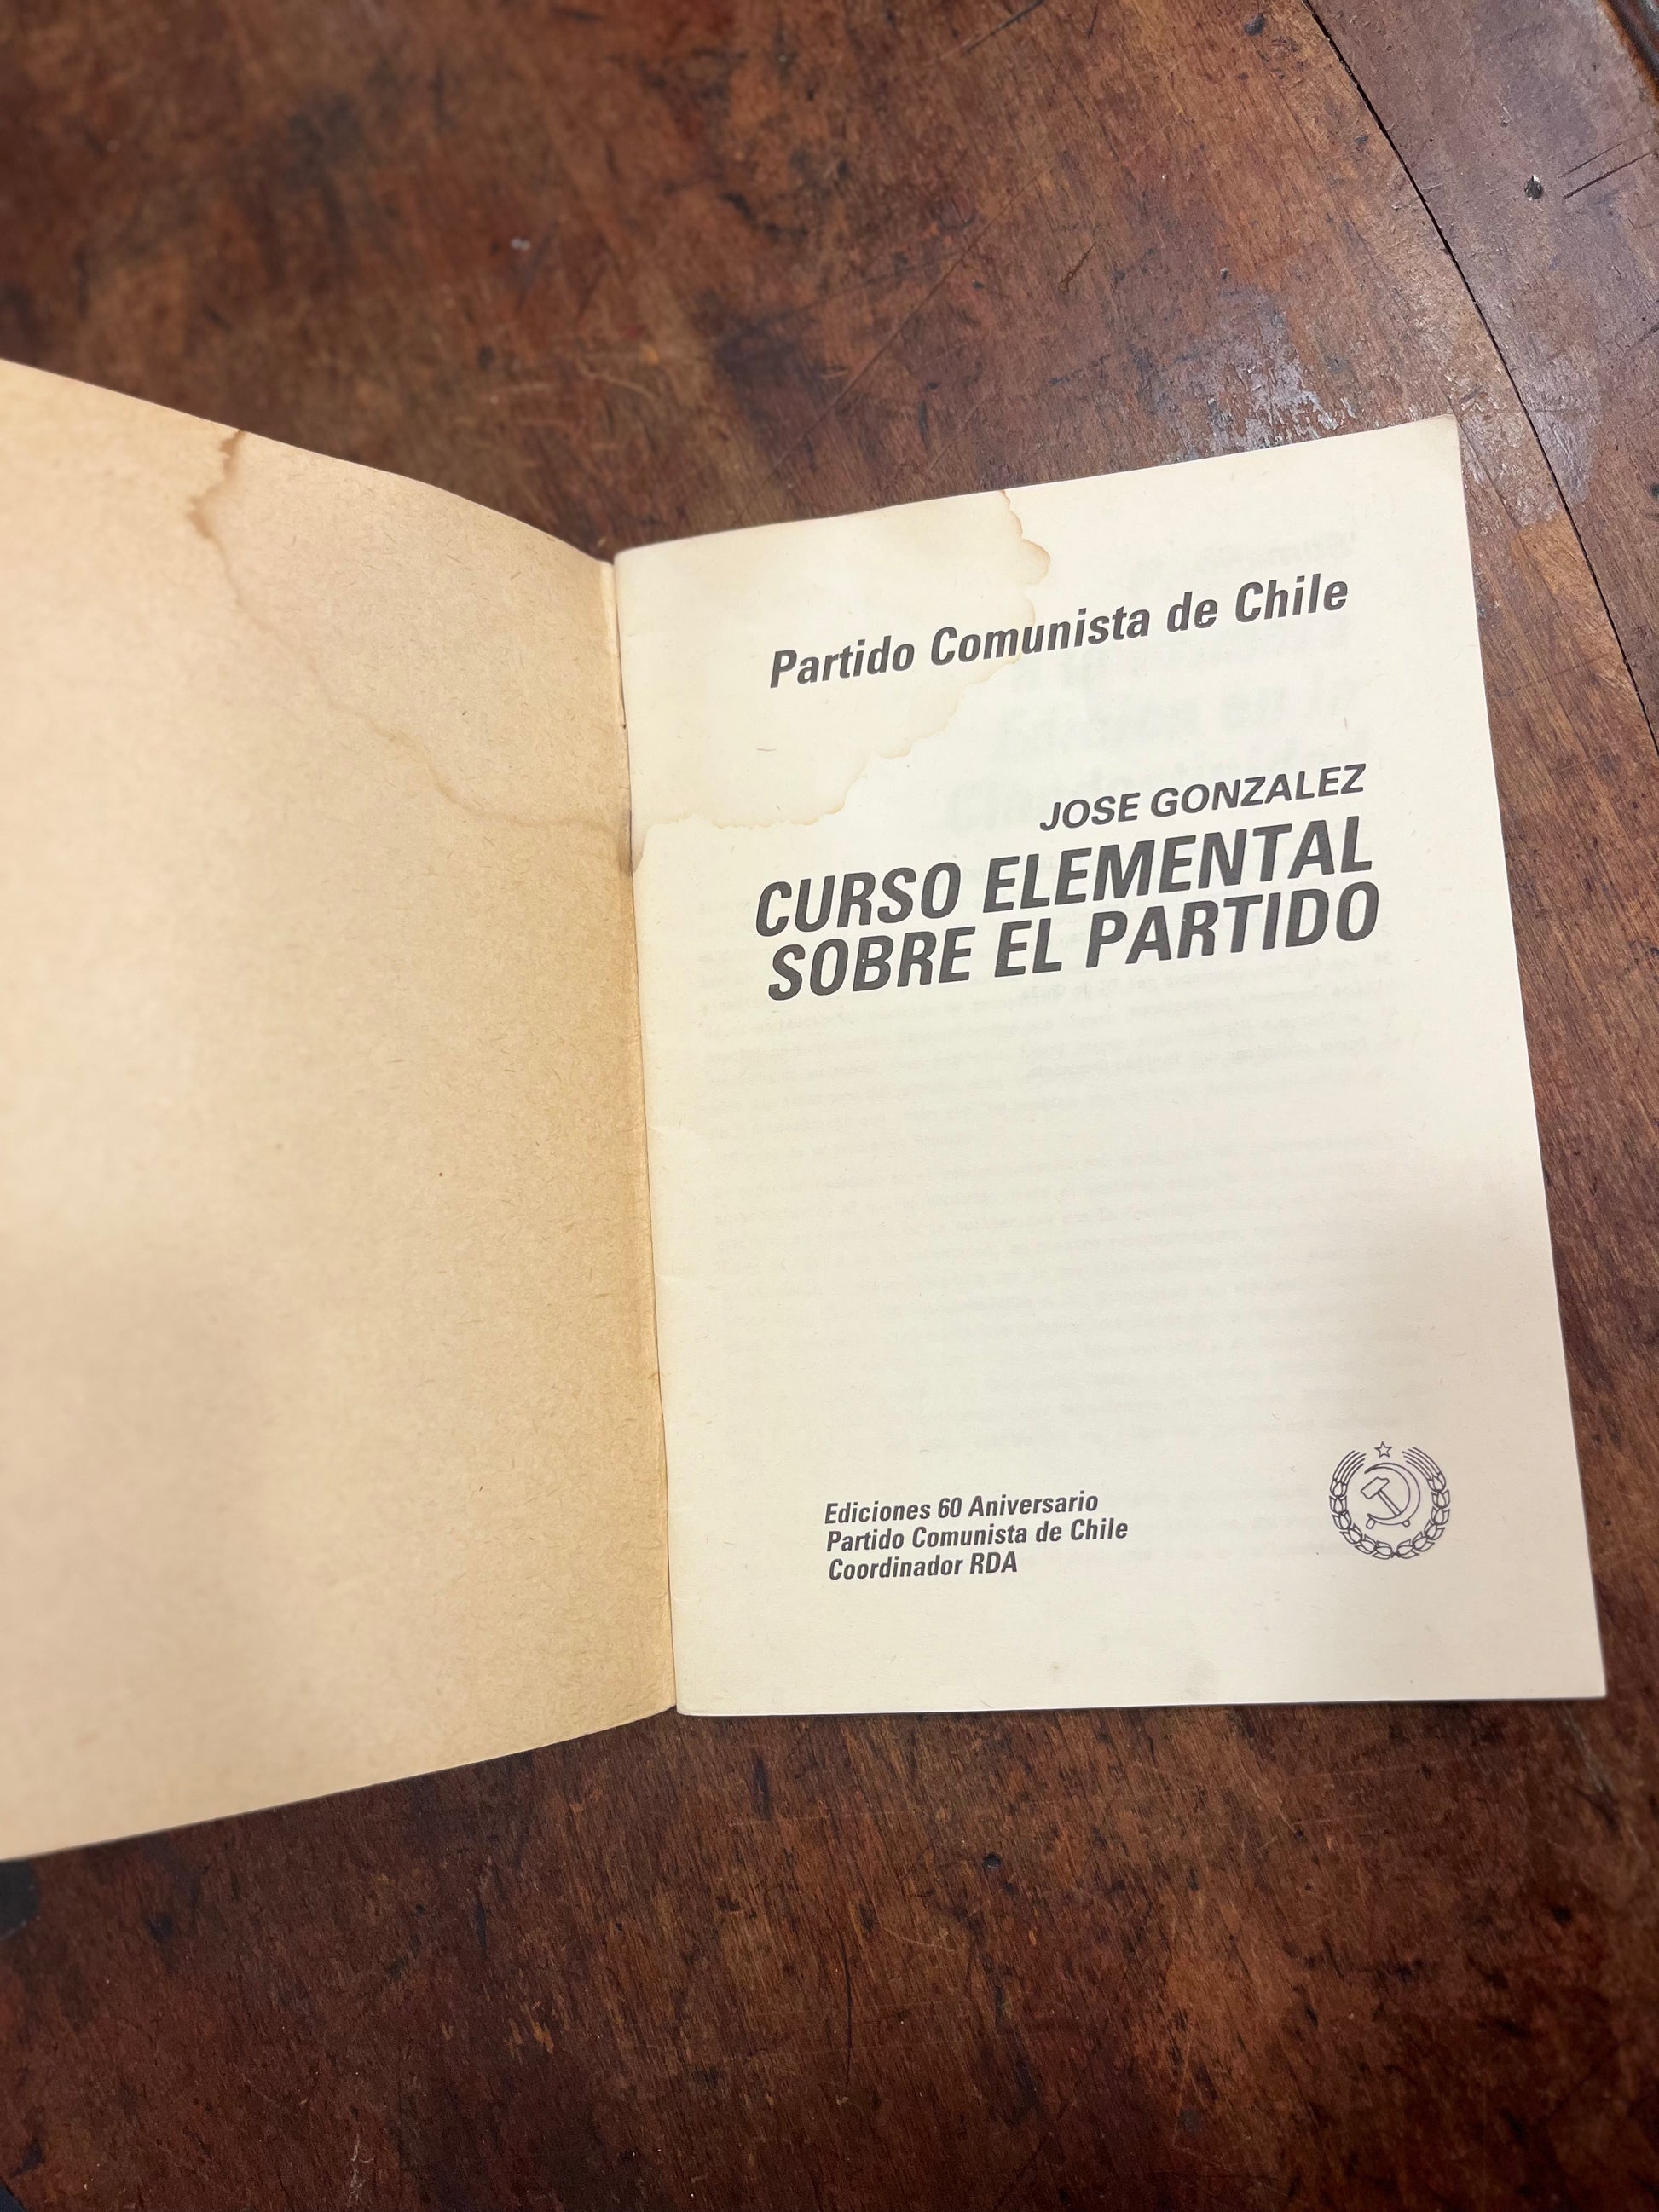 Partido Comunista de Chile
JOSE GONZALEZ
CURSO ELEMENTAL
SOBRE EL PARTIDO
Ediciones 60 Aniversario
Partido Comunista de Chile
Coordinador RDA